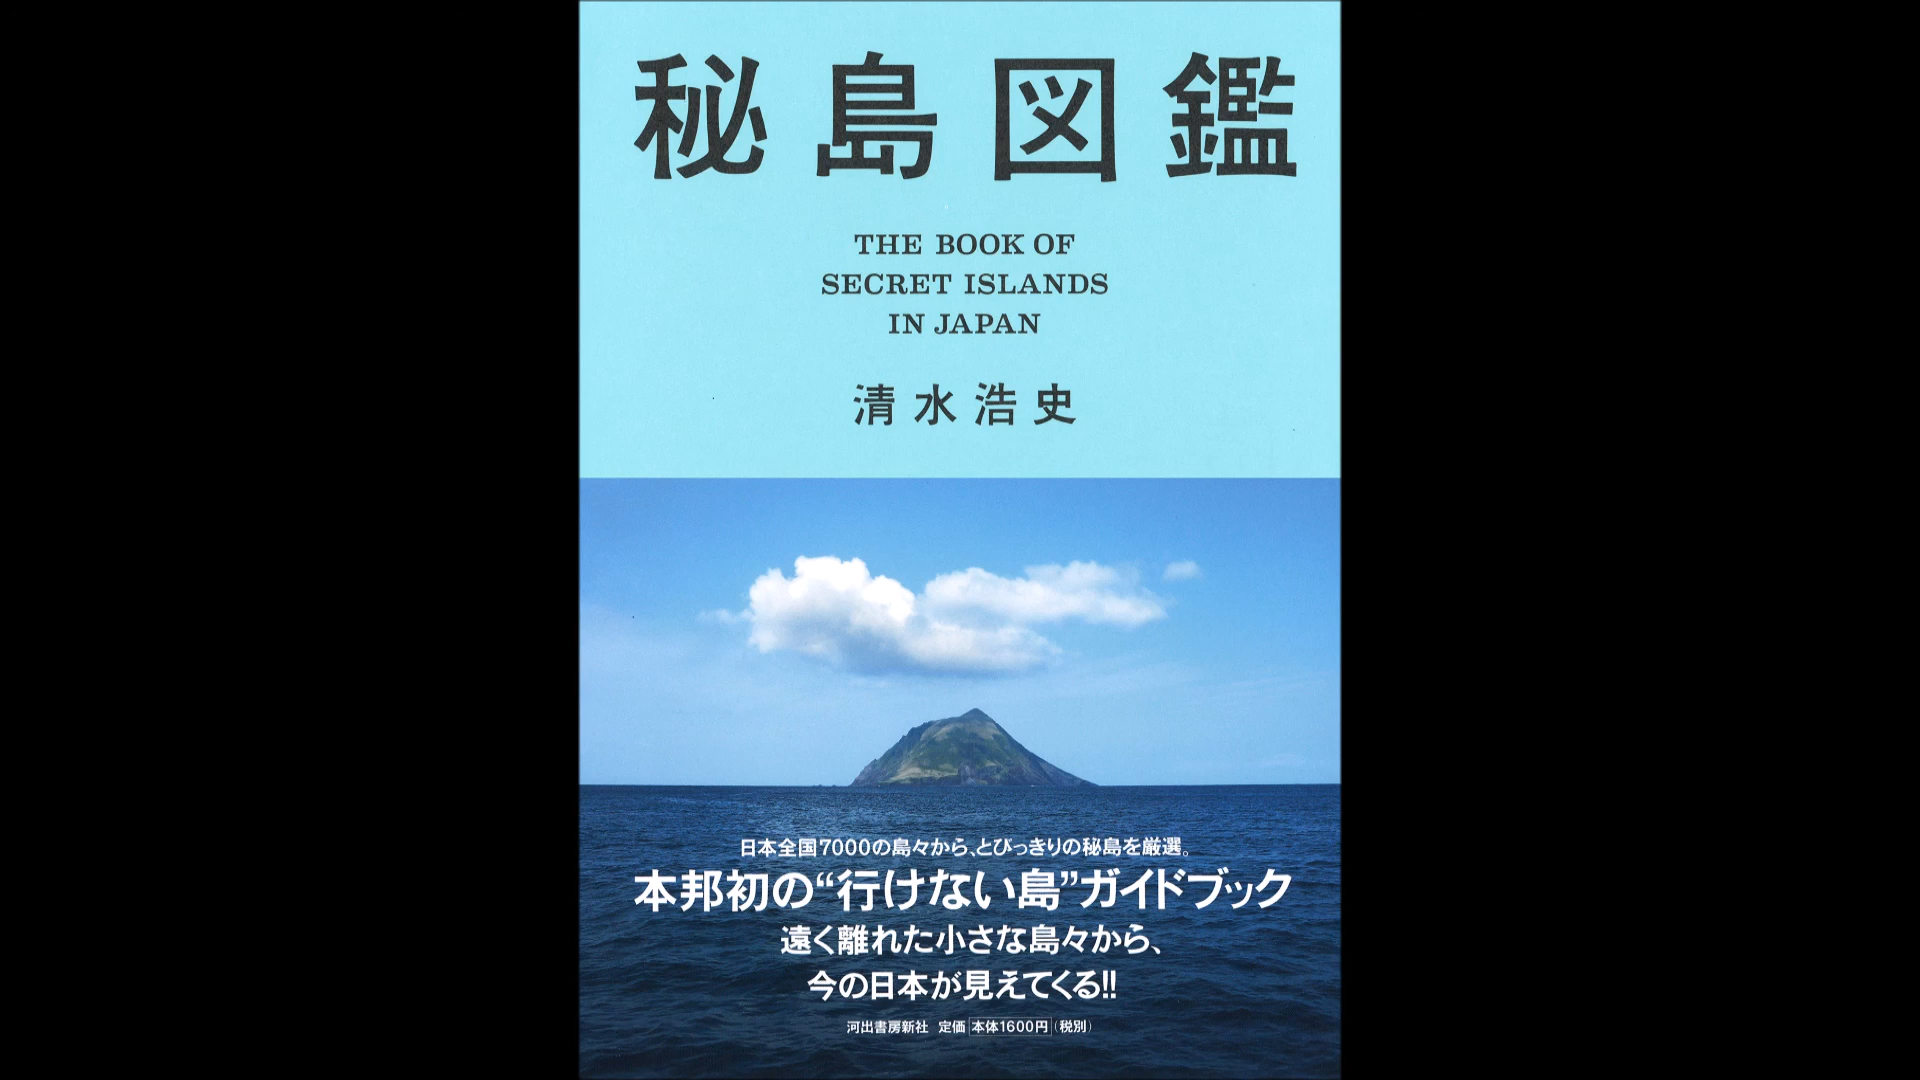 秘島図鑑
THE BOOK OF
SECRET ISLANDS
IN JAPAN
清水浩史
日本全国7000の島々から、とびっきりの秘島を厳選。
本邦初の“行けない島”ガイドブック
遠く離れた小さな島々から、
今の日本が見えてくる!!
河出書房新社 定価 本体1600円 (税別)